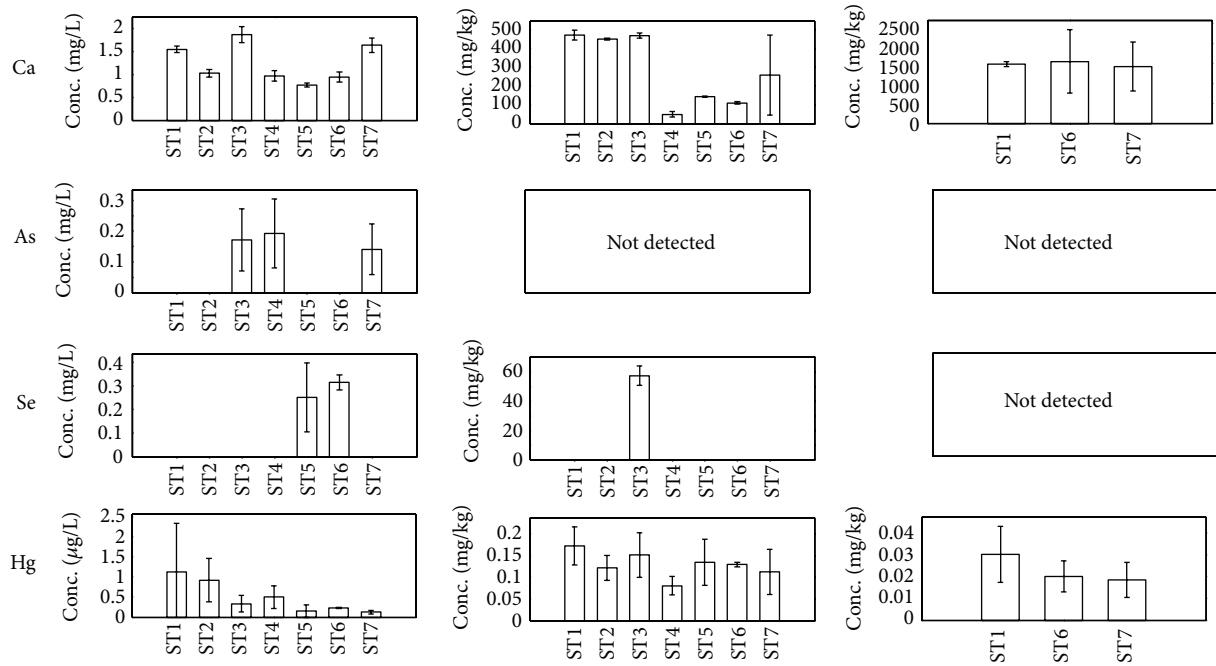 Ca
Conc. (mg/L)
2
1.5
1
0.5
0
ST1 ST2 ST3 ST4 ST5 ST6 ST7
Conc. (mg/kg)
500
400
300
200
100
0
ST1 ST2 ST3 ST4 ST5 ST6 ST7
Conc. (mg/kg)
2500
2000
1500
1000
500
0
ST1 ST6 ST7
As
Conc. (mg/L)
0.3
0.2
0.1
0
ST1 ST2 ST3 ST4 ST5 ST6 ST7
Not detected
Not detected
Se
Conc. (mg/L)
0.4
0.3
0.2
0.1
0
ST1 ST2 ST3 ST4 ST5 ST6 ST7
Conc. (mg/kg)
60
40
20
0
ST1 ST2 ST3 ST4 ST5 ST6 ST7
Not detected
Hg
Conc. (μg/L)
2.5
2
1.5
1
0.5
0
ST1 ST2 ST3 ST4 ST5 ST6 ST7
Conc. (mg/kg)
0.2
0.15
0.1
0.05
0
ST1 ST2 ST3 ST4 ST5 ST6 ST7
Conc. (mg/kg)
0.04
0.03
0.02
0.01
0
ST1 ST6 ST7